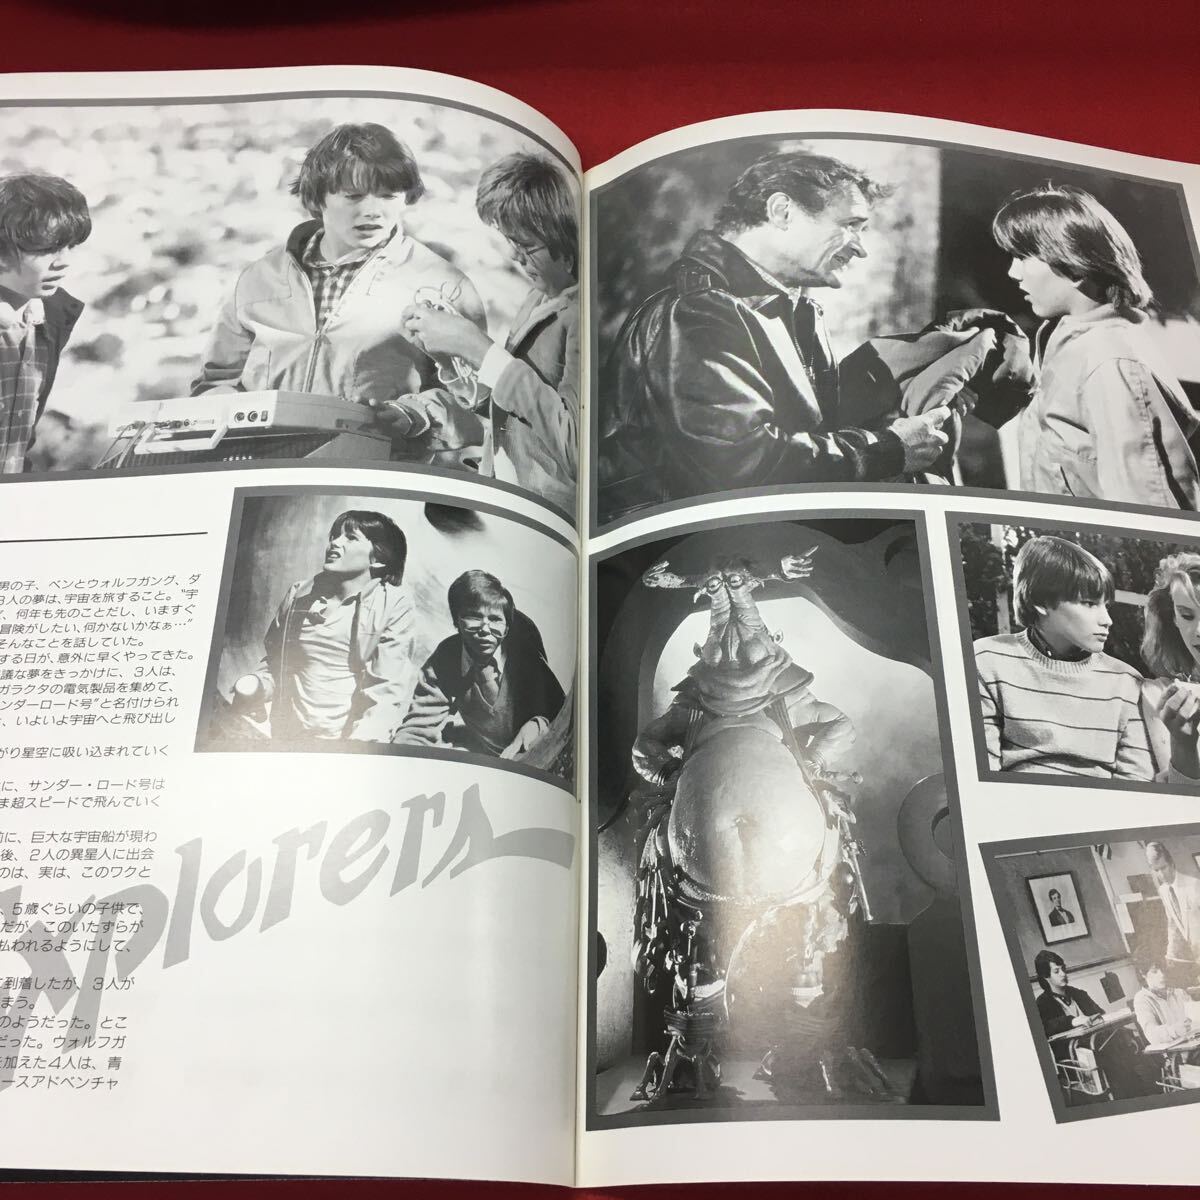 男の子、ベンとウォルフガング、ダ
3人の夢は、宇宙を旅すること。“宇
、何年も先のことだし、いますぐ
冒険がしたい、何かないかなぁ…”
そんなことを話していた。
する日が、意外に早くやってきた。
議な夢をきっかけに、3人は、
ガラクタの電気製品を集めて、
ンダーロード号”と名付けられ
、いよいよ宇宙へと飛び出し
がり星空に吸い込まれていく
に、サンダー・ロード号は
ま超スピードで飛んでいく
前に、巨大な宇宙船が現わ
後、2人の異星人に出会
のは、実は、このワクと
、5歳ぐらいの子供で、
だが、このいたずらが
払われるようにして、
に到着したが、3人が
まう。
のようだった。とこ
だった。ウォルフガ
を加えた4人は、青
ースアドベンチャ
explorers